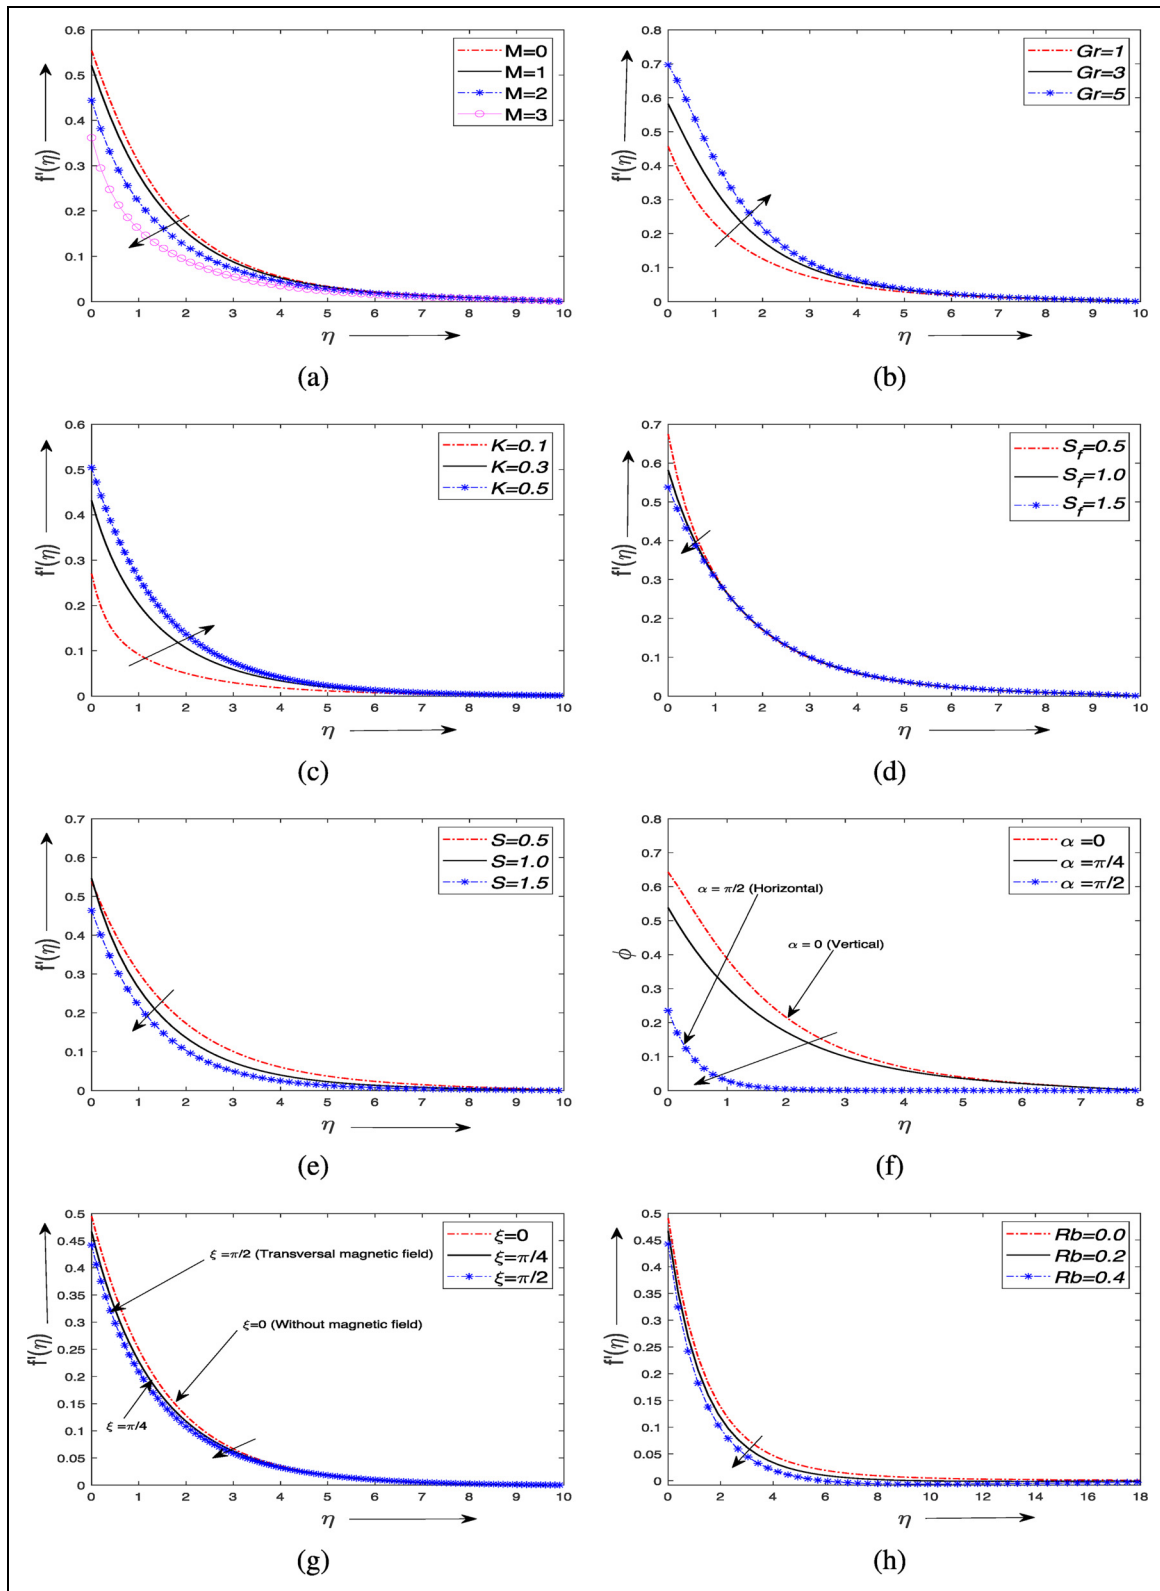 0.6
0.5
0.4
0.3
0.2
0.1
0
f'(η)
M=0
M=1
M=2
M=3
0 1 2 3 4 5 6 7 8 9 10
η
(a)
0.8
0.7
0.6
0.5
0.4
0.3
0.2
0.1
0
f'(η)
Gr=1
Gr=3
Gr=5
0 1 2 3 4 5 6 7 8 9 10
η
(b)
0.6
0.5
0.4
0.3
0.2
0.1
0
f'(η)
K=0.1
K=0.3
K=0.5
0 1 2 3 4 5 6 7 8 9 10
η
(c)
0.7
0.6
0.5
0.4
0.3
0.2
0.1
0
f'(η)
S_f=0.5
S_f=1.0
S_f=1.5
0 1 2 3 4 5 6 7 8 9 10
η
(d)
0.7
0.6
0.5
0.4
0.3
0.2
0.1
0
f'(η)
S=0.5
S=1.0
S=1.5
0 1 2 3 4 5 6 7 8 9 10
η
(e)
0.8
0.7
0.6
0.5
0.4
0.3
0.2
0.1
0
ϕ
α =0
α =π/4
α =π/2
α = π/2 (Horizontal)
α = 0 (Vertical)
0 1 2 3 4 5 6 7 8
η
(f)
0.5
0.45
0.4
0.35
0.3
0.25
0.2
0.15
0.1
0.05
0
f'(η)
ξ=0
ξ=π/4
ξ=π/2
ξ =π/2 (Transversal magnetic field)
ξ=0 (Without magnetic field)
ξ =π/4
0 1 2 3 4 5 6 7 8 9 10
η
(g)
0.5
0.45
0.4
0.35
0.3
0.25
0.2
0.15
0.1
0.05
0
f'(η)
Rb=0.0
Rb=0.2
Rb=0.4
0 2 4 6 8 10 12 14 16 18
η
(h)